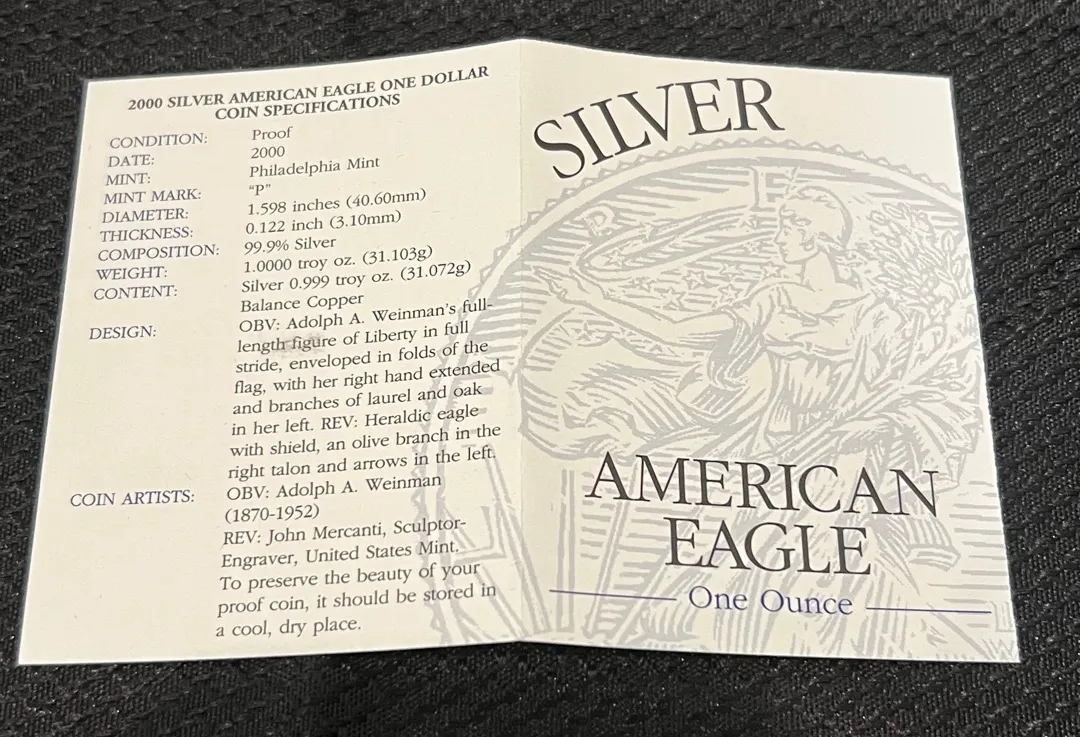 2000 SILVER AMERICAN EAGLE ONE DOLLAR
COIN SPECIFICATIONS
CONDITION: Proof
DATE: 2000
MINT: Philadelphia Mint
MINT MARK: "P"
DIAMETER: 1.598 inches (40.60mm)
THICKNESS: 0.122 inch (3.10mm)
COMPOSITION: 99.9% Silver
WEIGHT: 1.0000 troy oz. (31.103g)
CONTENT: Silver 0.999 troy oz. (31.072g)
Balance Copper
DESIGN: OBV: Adolph A. Weinman's full-
length figure of Liberty in full
stride, enveloped in folds of the
flag, with her right hand extended
and branches of laurel and oak
in her left. REV: Heraldic eagle
with shield, an olive branch in the
right talon and arrows in the left.
COIN ARTISTS: OBV: Adolph A. Weinman
(1870-1952)
REV: John Mercanti, Sculptor-
Engraver, United States Mint.
To preserve the beauty of your
proof coin, it should be stored in
a cool, dry place.
SILVER
AMERICAN
EAGLE
One Ounce